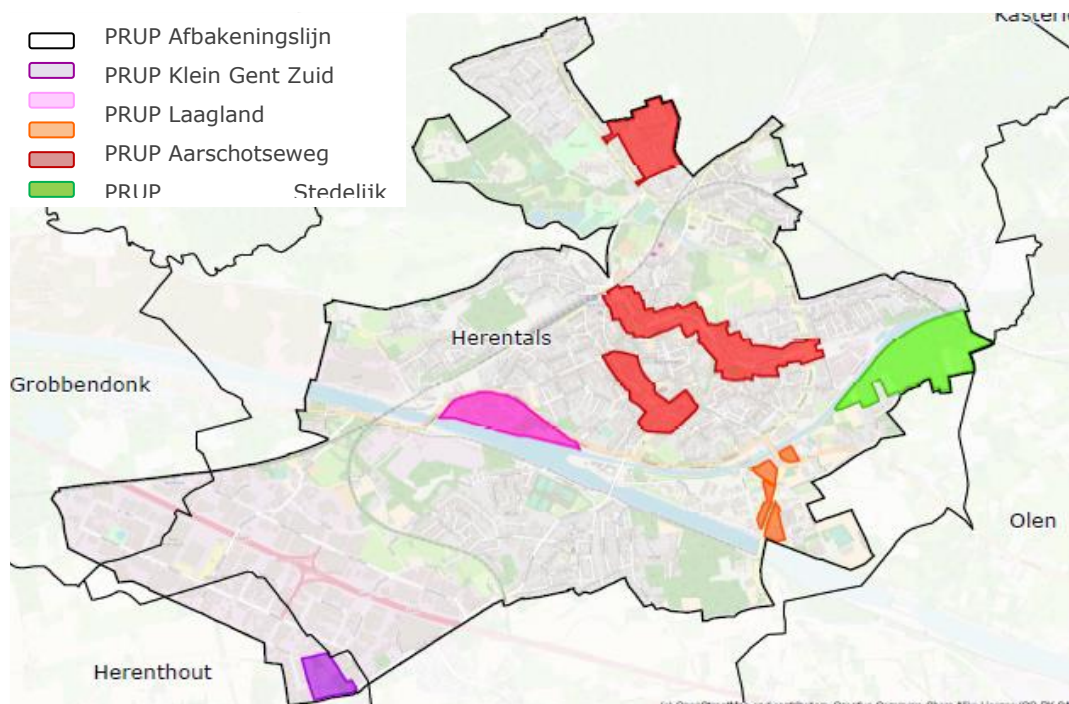 PRUP Afbakeningslijn
PRUP Klein Gent Zuid
PRUP Laagland
PRUP Aarschotseweg
PRUP Stedelijk
Herentals
Grobbendonk
Olen
Herenthout